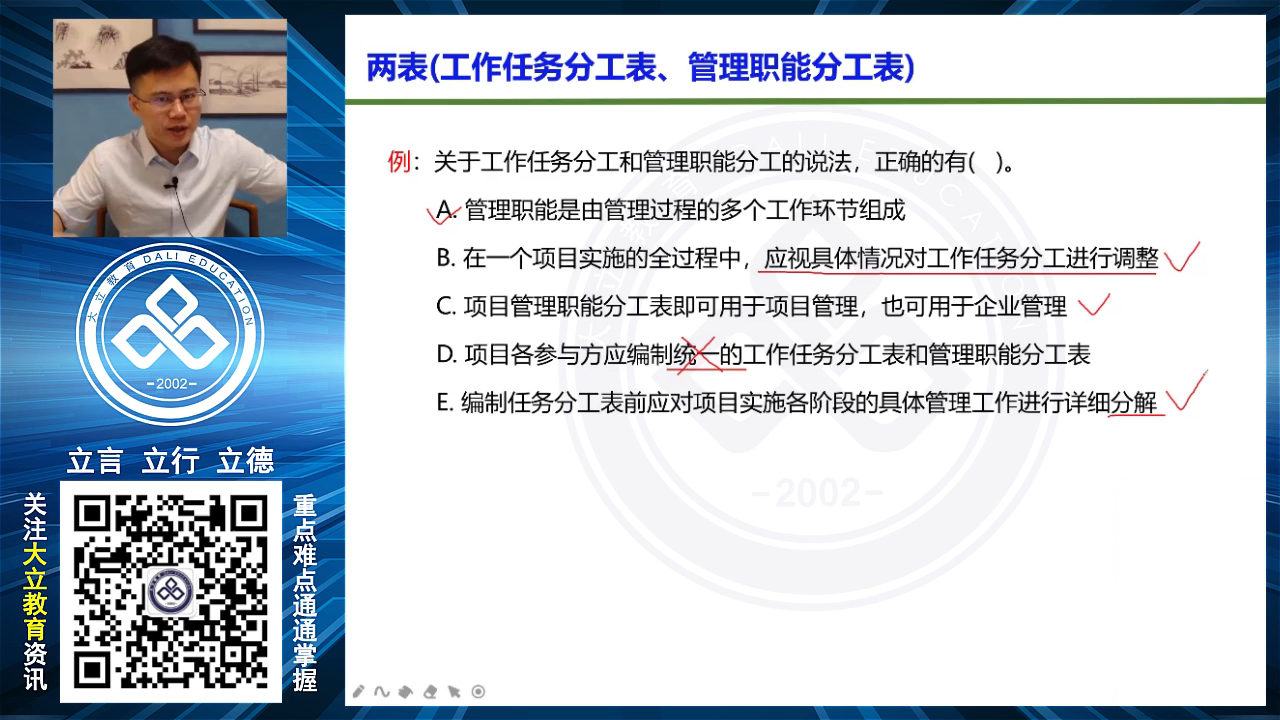 两表(工作任务分工表、管理职能分工表)
例：关于工作任务分工和管理职能分工的说法，正确的有( )。
A. 管理职能是由管理过程的多个工作环节组成
B. 在一个项目实施的全过程中，应视具体情况对工作任务分工进行调整
C. 项目管理职能分工表即可用于项目管理，也可用于企业管理
D. 项目各参与方应编制统一的工作任务分工表和管理职能分工表
E. 编制任务分工表前应对项目实施各阶段的具体管理工作进行详细分解
大立教育 DALI EDUCATION
-2002-
立言 立行 立德
关注大立教育资讯
重点难点通通掌握
大立教育 DALI EDUCATION
-2002-